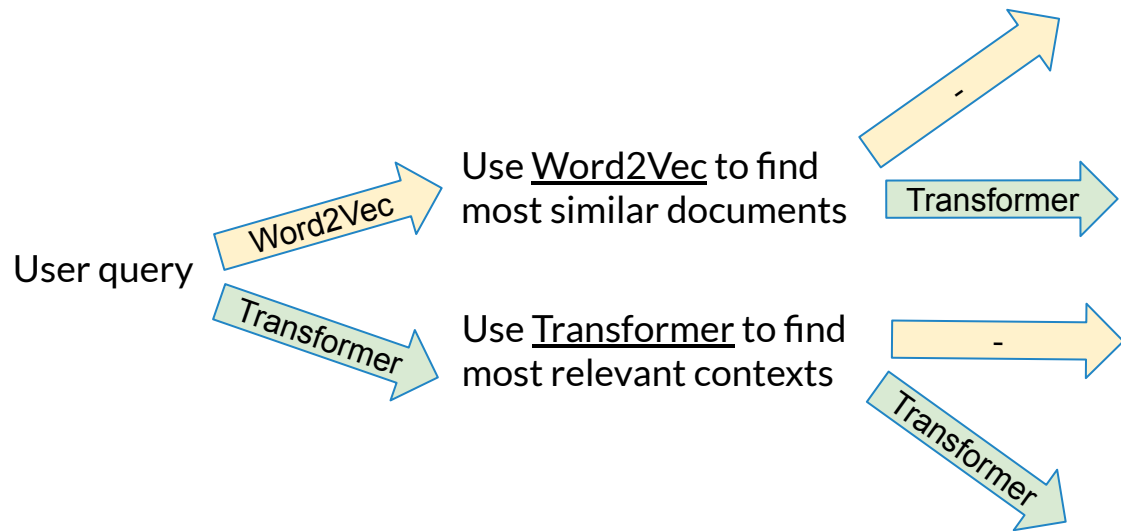 User query
Word2Vec
Transformer
Use Word2Vec to find
most similar documents
Use Transformer to find
most relevant contexts
-
Transformer
-
Transformer